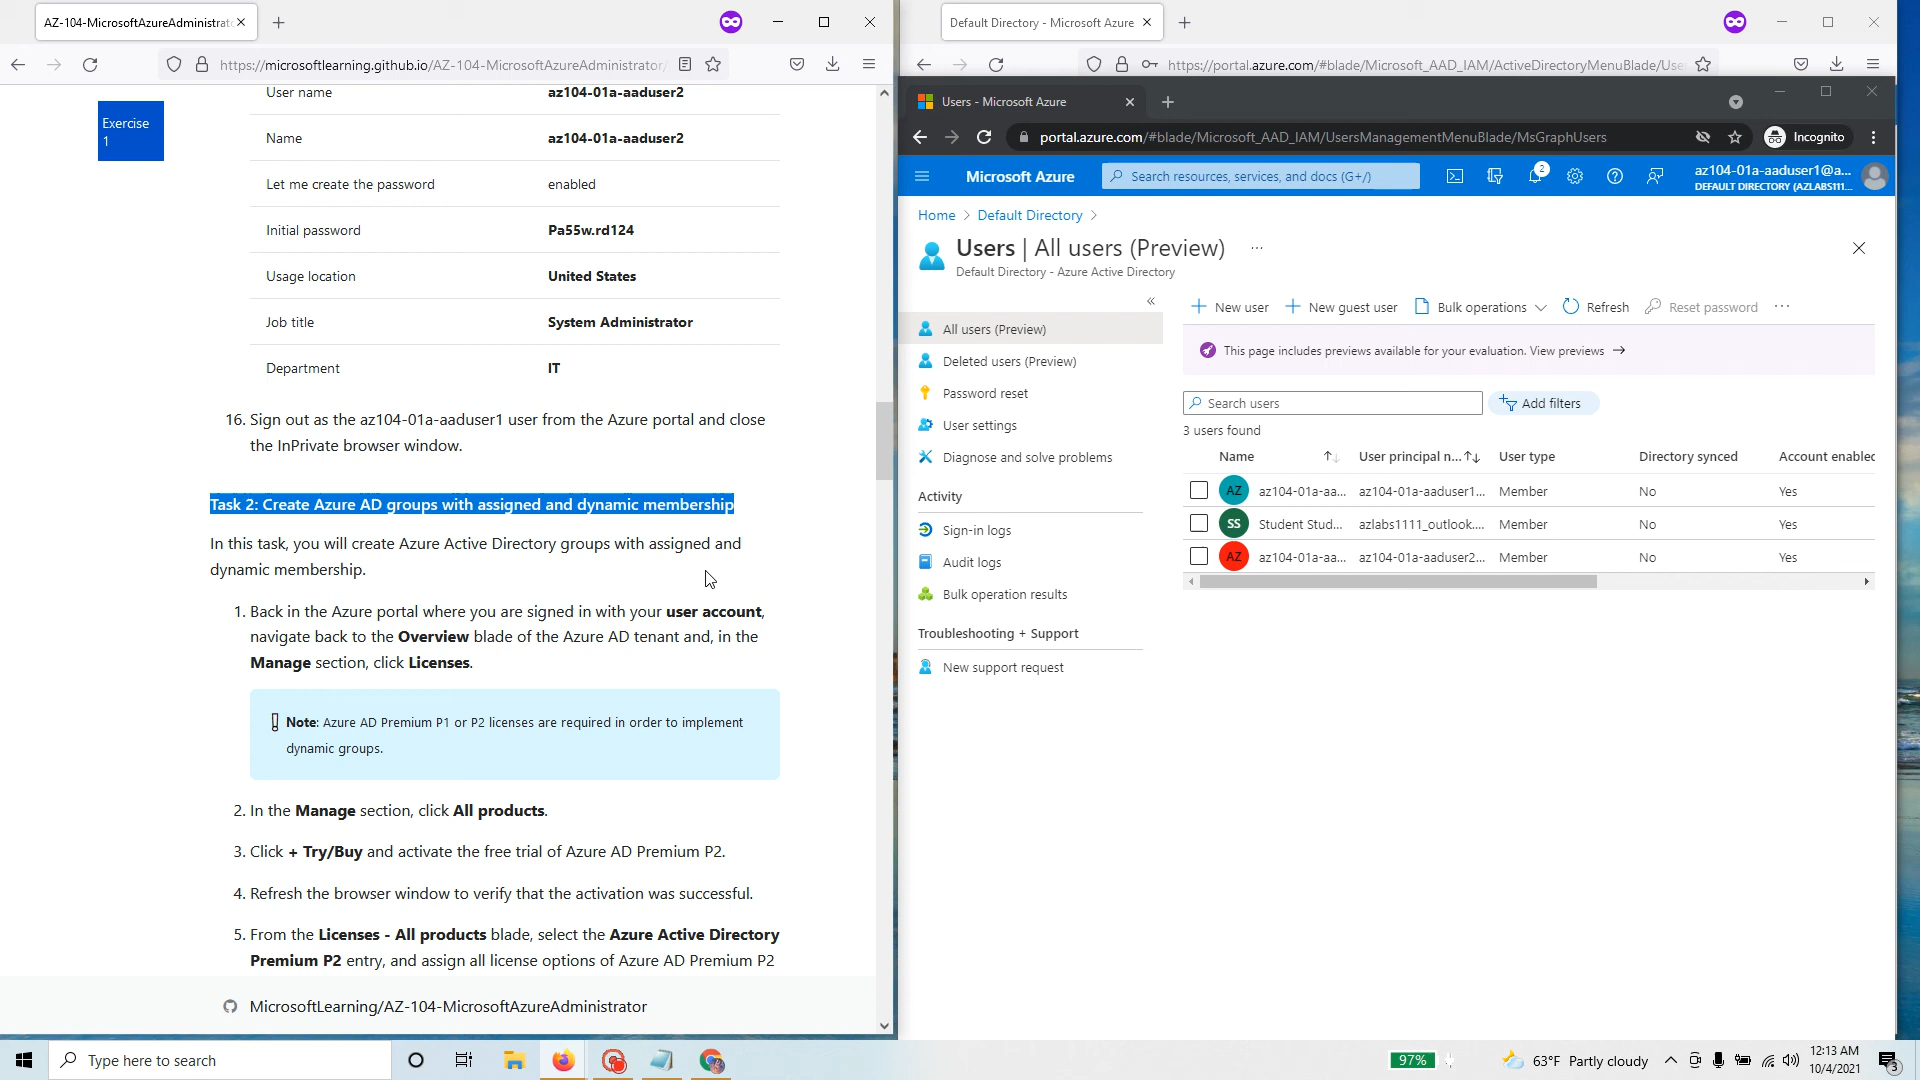 AZ-104-MicrosoftAzureAdministrat
https://microsoftlearning.github.io/AZ-104-MicrosoftAzureAdministrator/
Exercise
1
User name az104-01a-aaduser2
Name az104-01a-aaduser2
Let me create the password enabled
Initial password Pa55w.rd124
Usage location United States
Job title System Administrator
Department IT
16. Sign out as the az104-01a-aaduser1 user from the Azure portal and close
the InPrivate browser window.
Task 2: Create Azure AD groups with assigned and dynamic membership
In this task, you will create Azure Active Directory groups with assigned and
dynamic membership.
1. Back in the Azure portal where you are signed in with your user account,
navigate back to the Overview blade of the Azure AD tenant and, in the
Manage section, click Licenses.
Note: Azure AD Premium P1 or P2 licenses are required in order to implement
dynamic groups.
2. In the Manage section, click All products.
3. Click + Try/Buy and activate the free trial of Azure AD Premium P2.
4. Refresh the browser window to verify that the activation was successful.
5. From the Licenses - All products blade, select the Azure Active Directory
Premium P2 entry, and assign all license options of Azure AD Premium P2
MicrosoftLearning/AZ-104-MicrosoftAzureAdministrator
Default Directory - Microsoft Azure
https://portal.azure.com/#blade/Microsoft_AAD_IAM/ActiveDirectoryMenuBlade/Use
Users - Microsoft Azure
portal.azure.com/#blade/Microsoft_AAD_IAM/UsersManagementMenuBlade/MsGraphUsers
Incognito
Microsoft Azure
Search resources, services, and docs (G+/)
2
az104-01a-aaduser1@a...
DEFAULT DIRECTORY (AZLABS111...
Home > Default Directory >
Users | All users (Preview) ...
Default Directory - Azure Active Directory
All users (Preview)
Deleted users (Preview)
Password reset
User settings
Diagnose and solve problems
Activity
Sign-in logs
Audit logs
Bulk operation results
Troubleshooting + Support
New support request
New user New guest user Bulk operations Refresh Reset password ...
This page includes previews available for your evaluation. View previews →
Search users
Add filters
3 users found
Name User principal n... User type Directory synced Account enabled
AZ az104-01a-aa... az104-01a-aaduser1... Member No Yes
SS Student Stud... azlabs1111_outlook.... Member No Yes
AZ az104-01a-aa... az104-01a-aaduser2... Member No Yes
Type here to search
97%
63°F Partly cloudy
12:13 AM
10/4/2021
3